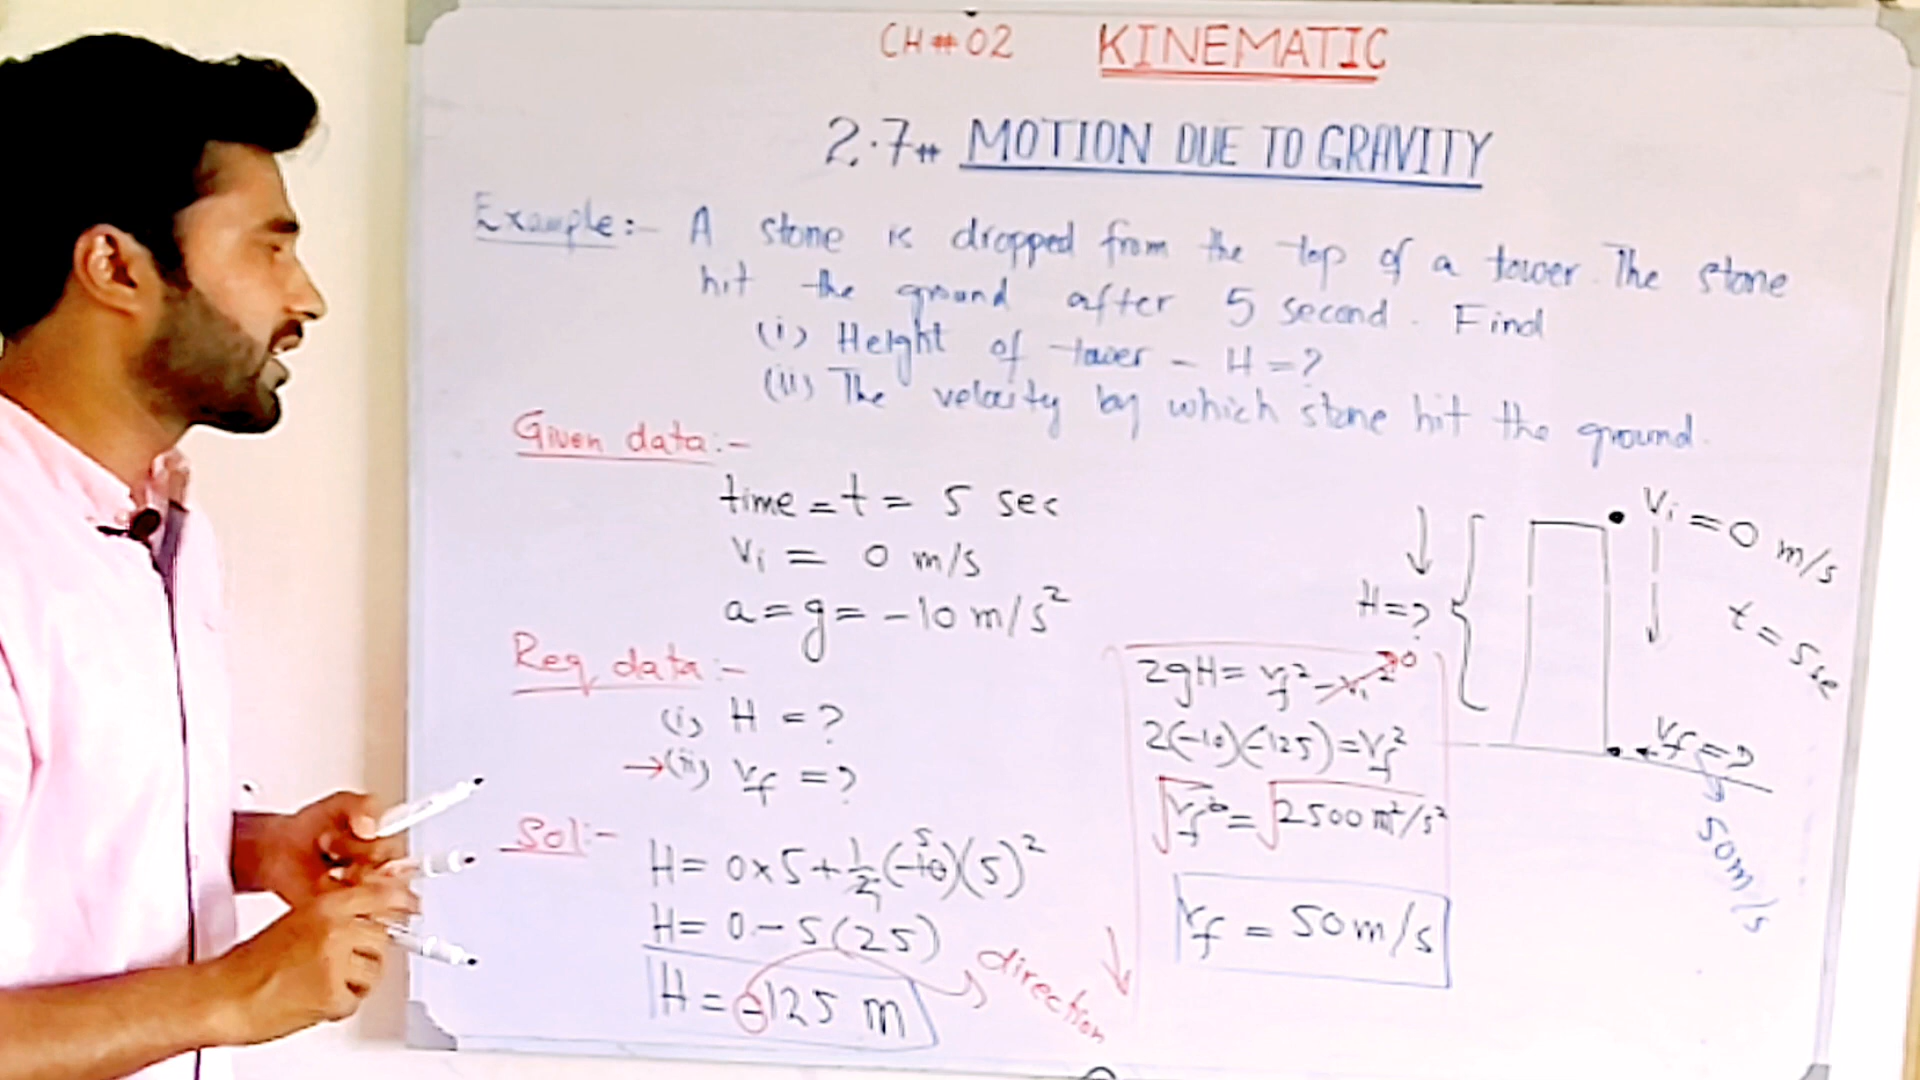 CH # 02 KINEMATIC
2.7# MOTION DUE TO GRAVITY
Example:- A stone is dropped from the top of a tower. The stone
hit the ground after 5 second. Find
(i) Height of tower - H = ?
(ii) The velocity by which stone hit the ground.
Given data:-
time = t = 5 sec
Vi = 0 m/s
a = g = -10 m/s²
Req data:-
(i) H = ?
→ (ii) Vf = ?
Sol:-
H = 0×5 + 1/2 (-10)(5)² 5
H = 0 - 5(25)
H = -125 m
direction
2gH = Vf² - Vi² 0
2(-10)(-125) = Vf²
√Vf² = √2500 m²/s²
Vf = 50 m/s
Vi = 0 m/s
H = ?
t = 5 se
Vf = ?
50 m/s